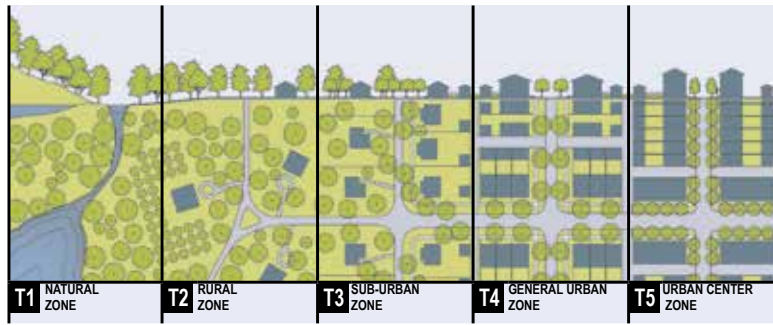 T1 NATURAL
ZONE
T2 RURAL
ZONE
T3 SUB-URBAN
ZONE
T4 GENERAL URBAN
ZONE
T5 URBAN CENTER
ZONE